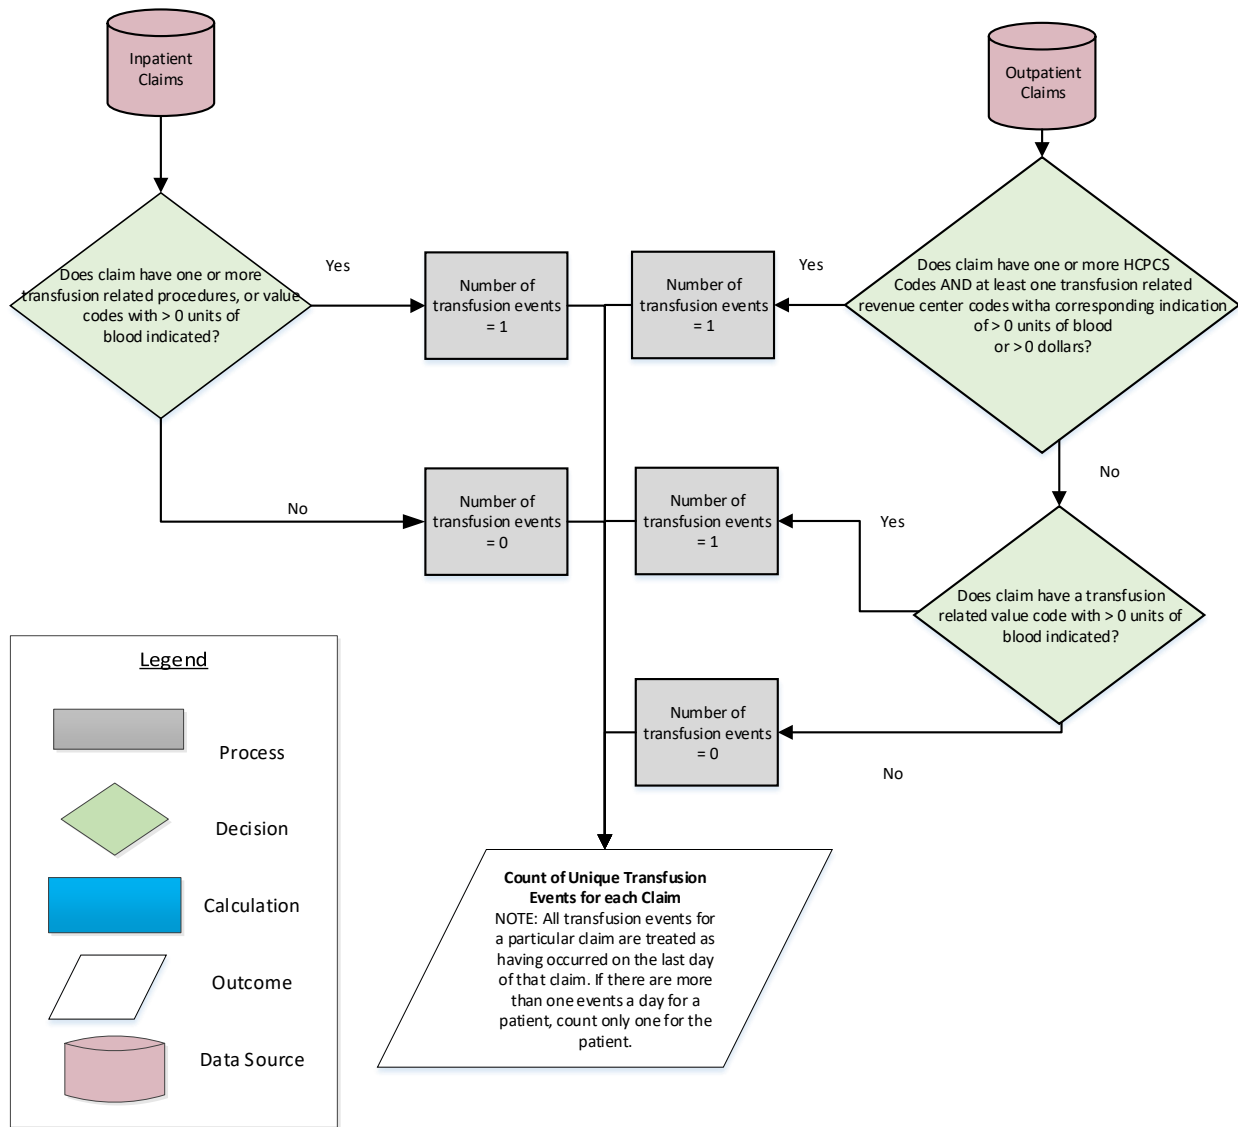 Inpatient
Claims
Outpatient
Claims
Does claim have one or more
transfusion related procedures, or value
codes with > 0 units of
blood indicated?
Yes
Number of
transfusion events
= 1
Number of
transfusion events
= 1
Yes
Does claim have one or more HCPCS
Codes AND at least one transfusion related
revenue center codes witha corresponding indication
of > 0 units of blood
or > 0 dollars?
No
Number of
transfusion events
= 0
Number of
transfusion events
= 1
Yes
No
Does claim have a transfusion
related value code with > 0 units of
blood indicated?
Number of
transfusion events
= 0
No
Legend
Process
Decision
Calculation
Outcome
Data Source
Count of Unique Transfusion
Events for each Claim
NOTE: All transfusion events for
a particular claim are treated as
having occurred on the last day
of that claim. If there are more
than one events a day for a
patient, count only one for the
patient.